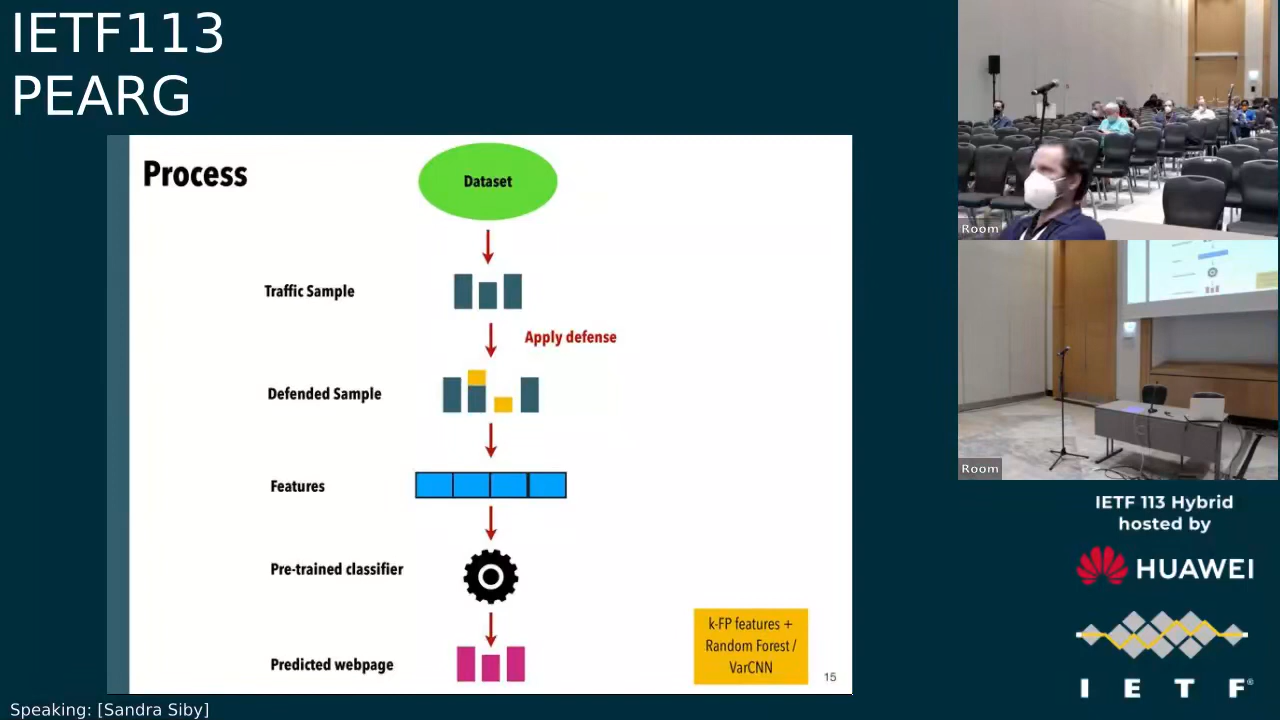 IETF113
PEARG
Process
Dataset
Traffic Sample
Apply defense
Defended Sample
Features
Pre-trained classifier
Predicted webpage
k-FP features +
Random Forest /
VarCNN
15
Room
Room
IETF 113 Hybrid
hosted by
HUAWEI
I E T F®
Speaking: [Sandra Siby]